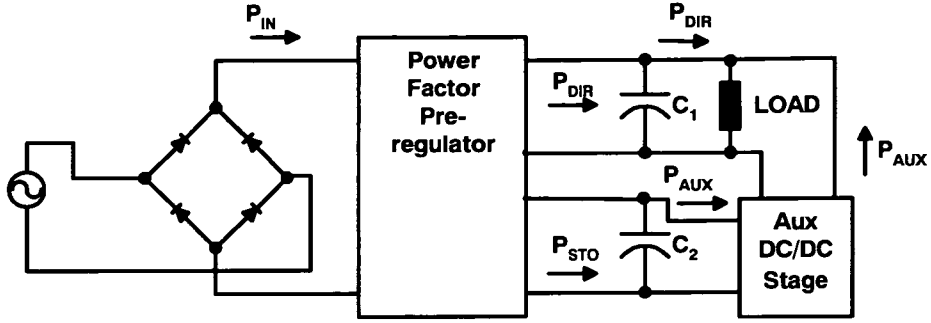 P_IN
P_DIR
Power
Factor
Pre-
regulator
P_DIR
C_1
LOAD
P_AUX
P_AUX
P_STO
C_2
Aux
DC/DC
Stage